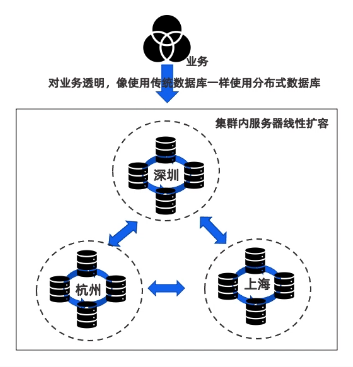 业务
对业务透明，像使用传统数据库一样使用分布式数据库
集群内服务器线性扩容
深圳
杭州
上海